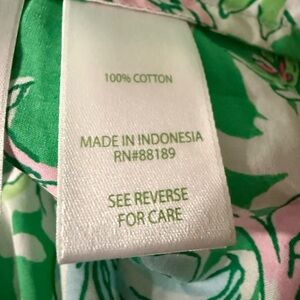 100% COTTON
MADE IN INDONESIA
RN#88189
SEE REVERSE
FOR CARE